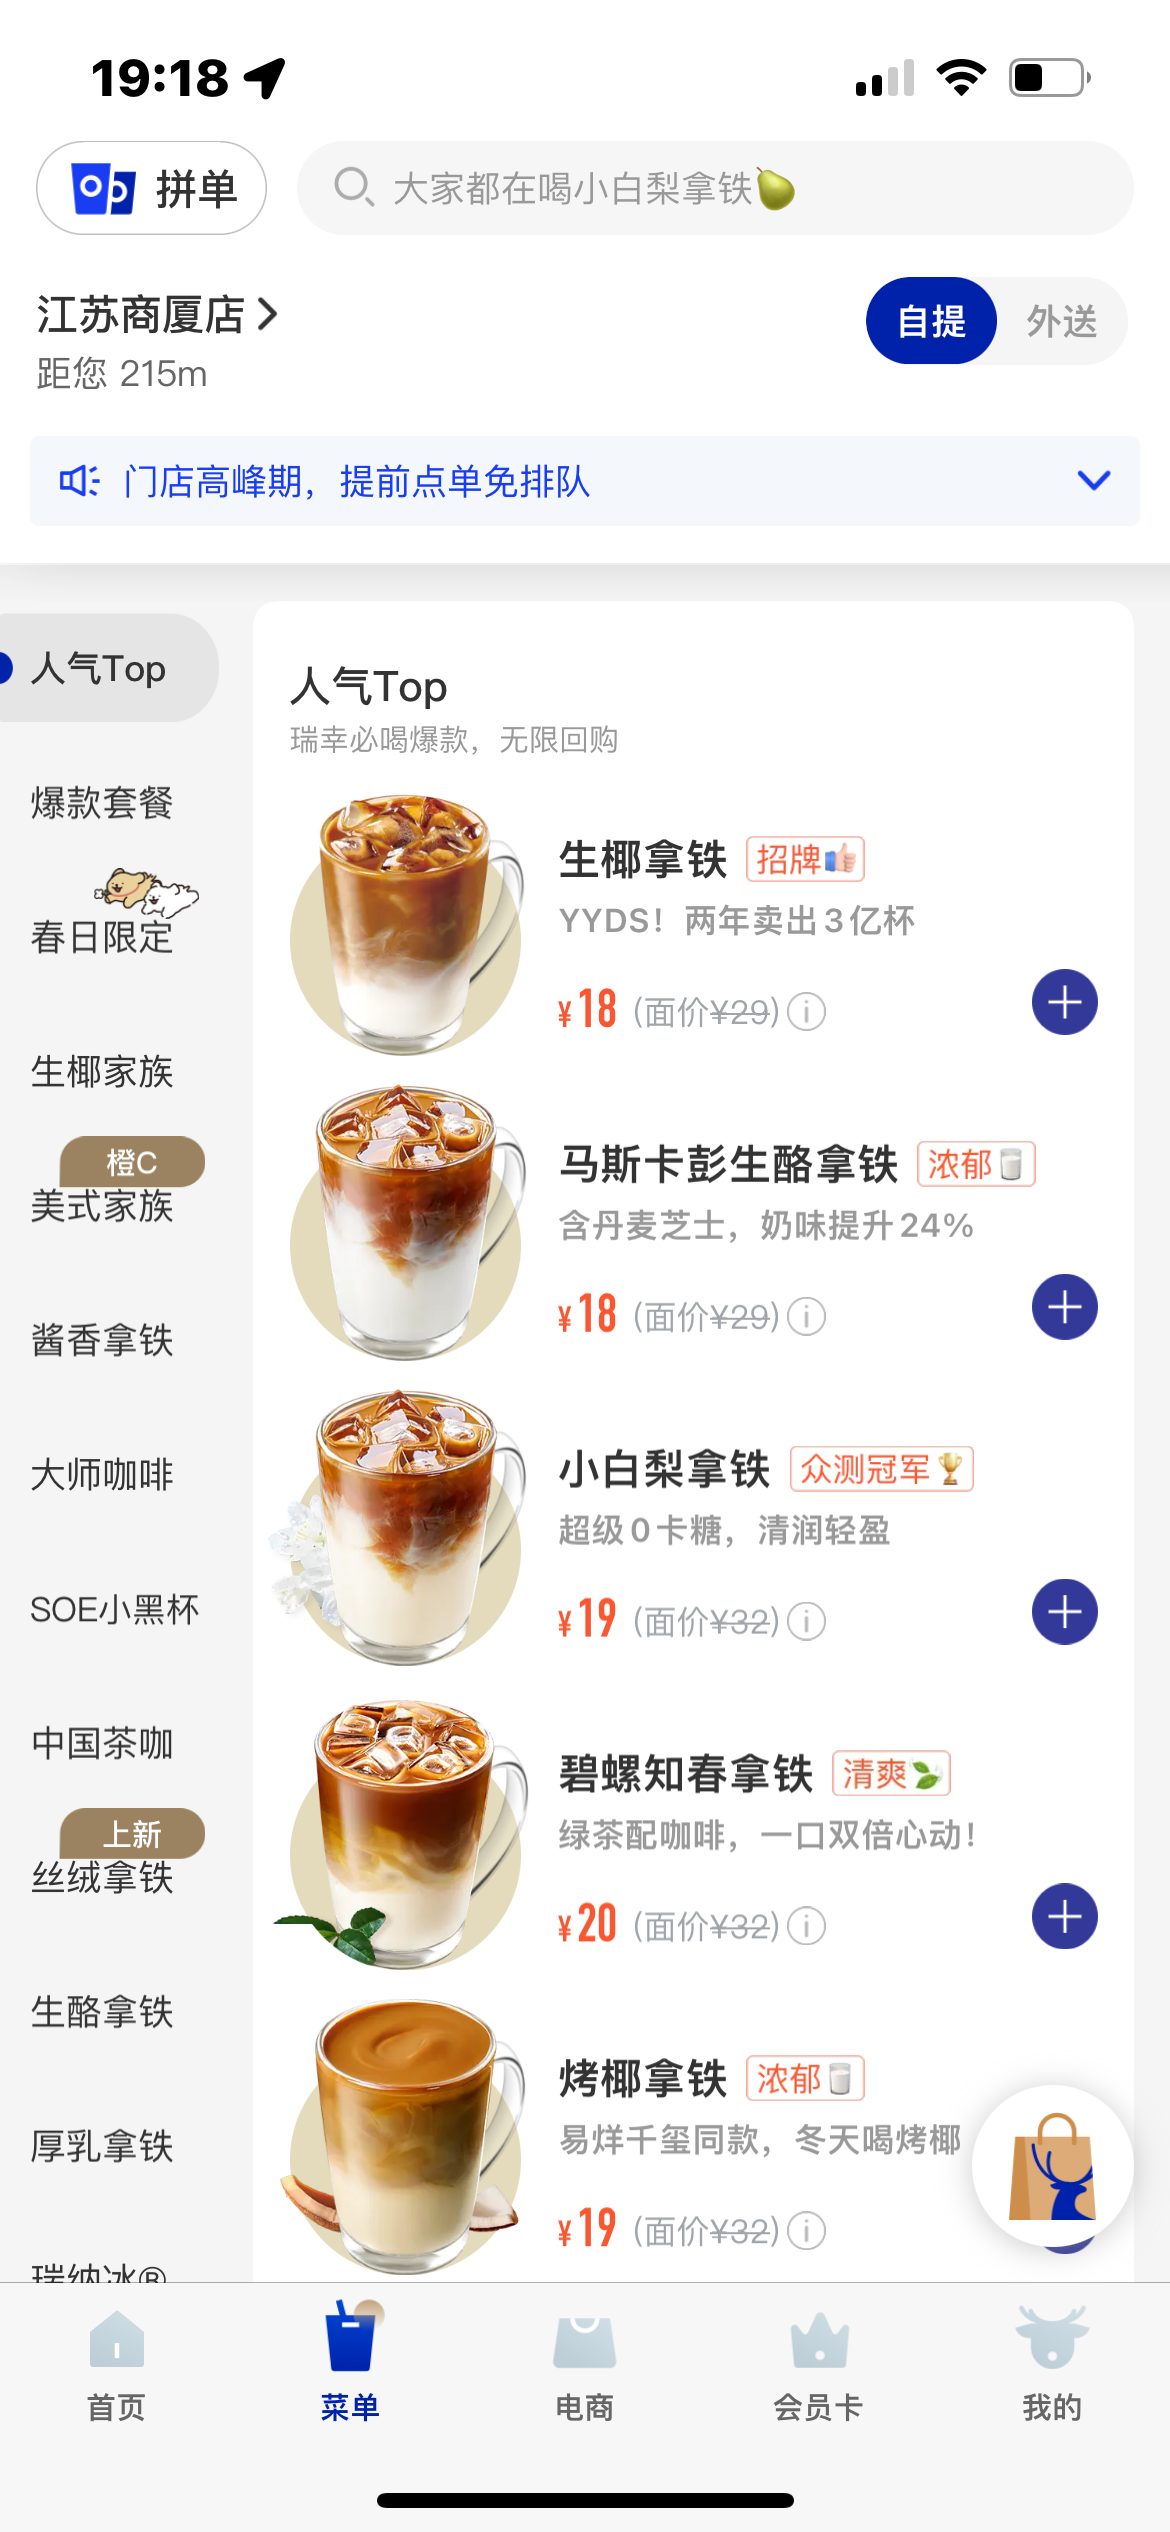 19:18
拼单
大家都在喝小白梨拿铁🍐
江苏商厦店
自提
外送
距您 215m
门店高峰期，提前点单免排队
人气Top
爆款套餐
春日限定
生椰家族
橙C
美式家族
酱香拿铁
大师咖啡
SOE小黑杯
中国茶咖
上新
丝绒拿铁
生酪拿铁
厚乳拿铁
瑞纳冰®
人气Top
瑞幸必喝爆款，无限回购
生椰拿铁 招牌👍
YYDS！两年卖出3亿杯
¥18 (面价¥29)
马斯卡彭生酪拿铁 浓郁🥛
含丹麦芝士，奶味提升24%
¥18 (面价¥29)
小白梨拿铁 众测冠军🏆
超级0卡糖，清润轻盈
¥19 (面价¥32)
碧螺知春拿铁 清爽🍃
绿茶配咖啡，一口双倍心动！
¥20 (面价¥32)
烤椰拿铁 浓郁🥛
易烊千玺同款，冬天喝烤椰
¥19 (面价¥32)
首页
菜单
电商
会员卡
我的